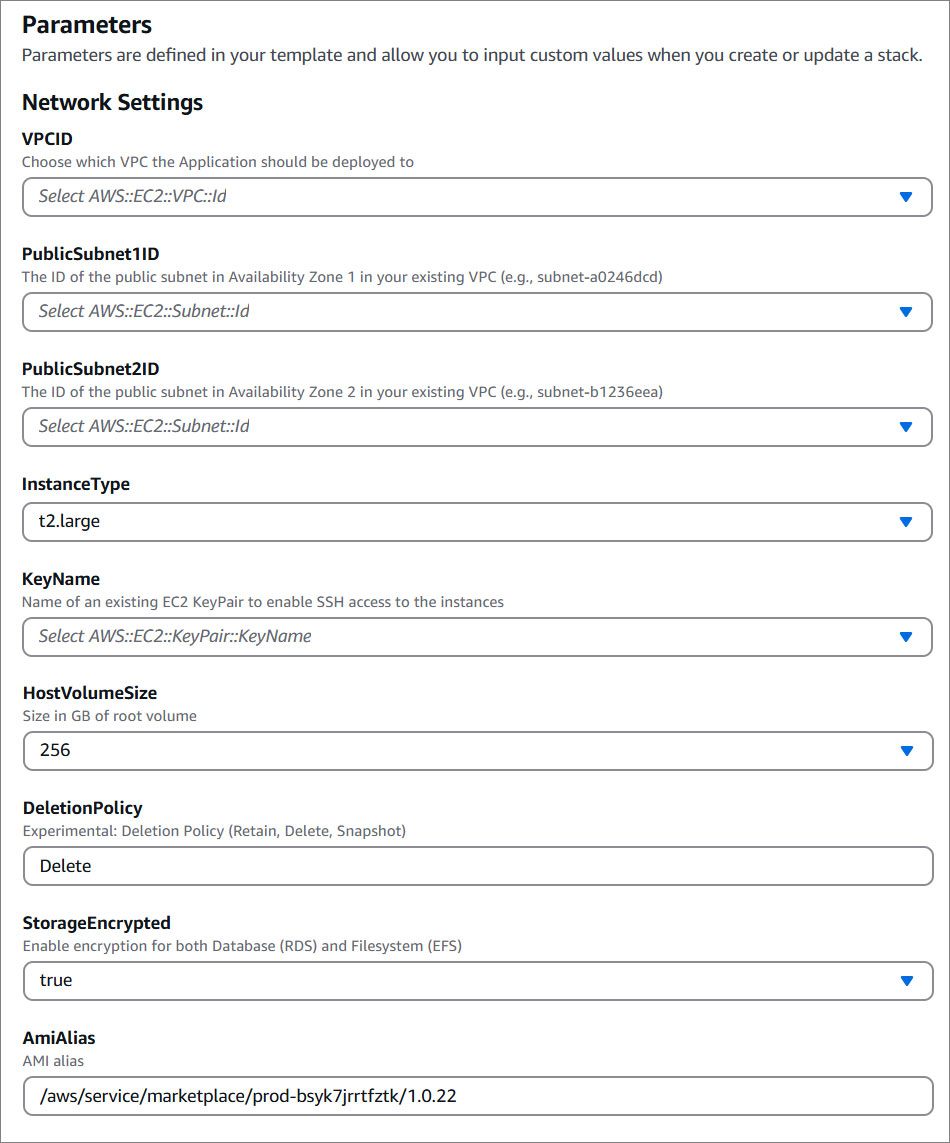 Parameters
Parameters are defined in your template and allow you to input custom values when you create or update a stack.
Network Settings
VPCID
Choose which VPC the Application should be deployed to
Select AWS::EC2::VPC::Id
PublicSubnet1ID
The ID of the public subnet in Availability Zone 1 in your existing VPC (e.g., subnet-a0246dcd)
Select AWS::EC2::Subnet::Id
PublicSubnet2ID
The ID of the public subnet in Availability Zone 2 in your existing VPC (e.g., subnet-b1236eea)
Select AWS::EC2::Subnet::Id
InstanceType
t2.large
KeyName
Name of an existing EC2 KeyPair to enable SSH access to the instances
Select AWS::EC2::KeyPair::KeyName
HostVolumeSize
Size in GB of root volume
256
DeletionPolicy
Experimental: Deletion Policy (Retain, Delete, Snapshot)
Delete
StorageEncrypted
Enable encryption for both Database (RDS) and Filesystem (EFS)
true
AmiAlias
AMI alias
/aws/service/marketplace/prod-bsyk7jrrtfztk/1.0.22